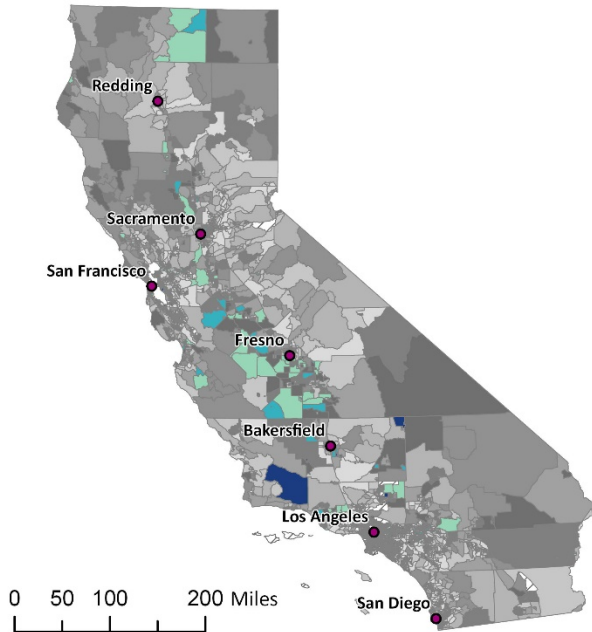 Redding
Sacramento
San Francisco
Fresno
Bakersfield
Los Angeles
San Diego
0 50 100 200 Miles